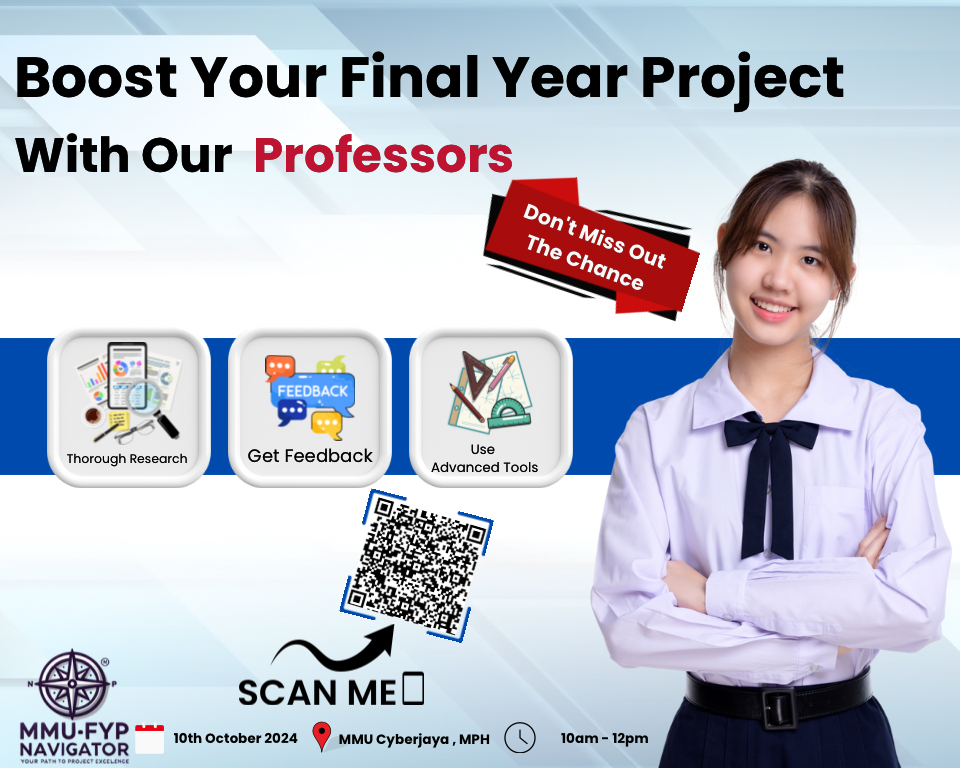 Boost Your Final Year Project
With Our Professors
Don't Miss Out
The Chance
FEEDBACK
Thorough Research
Get Feedback
Use
Advanced Tools
SCAN ME
M
N P
MMU-FYP
NAVIGATOR
YOUR PATH TO PROJECT EXCELENCE
10th October 2024
MMU Cyberjaya , MPH
10am - 12pm